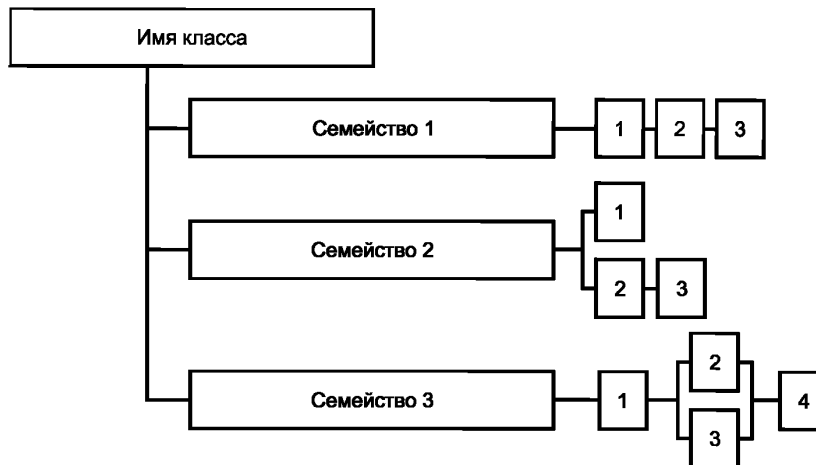 Имя класса
Семейство 1 1 2 3
1
Семейство 2
2 3
2
Семейство 3 1 4
3